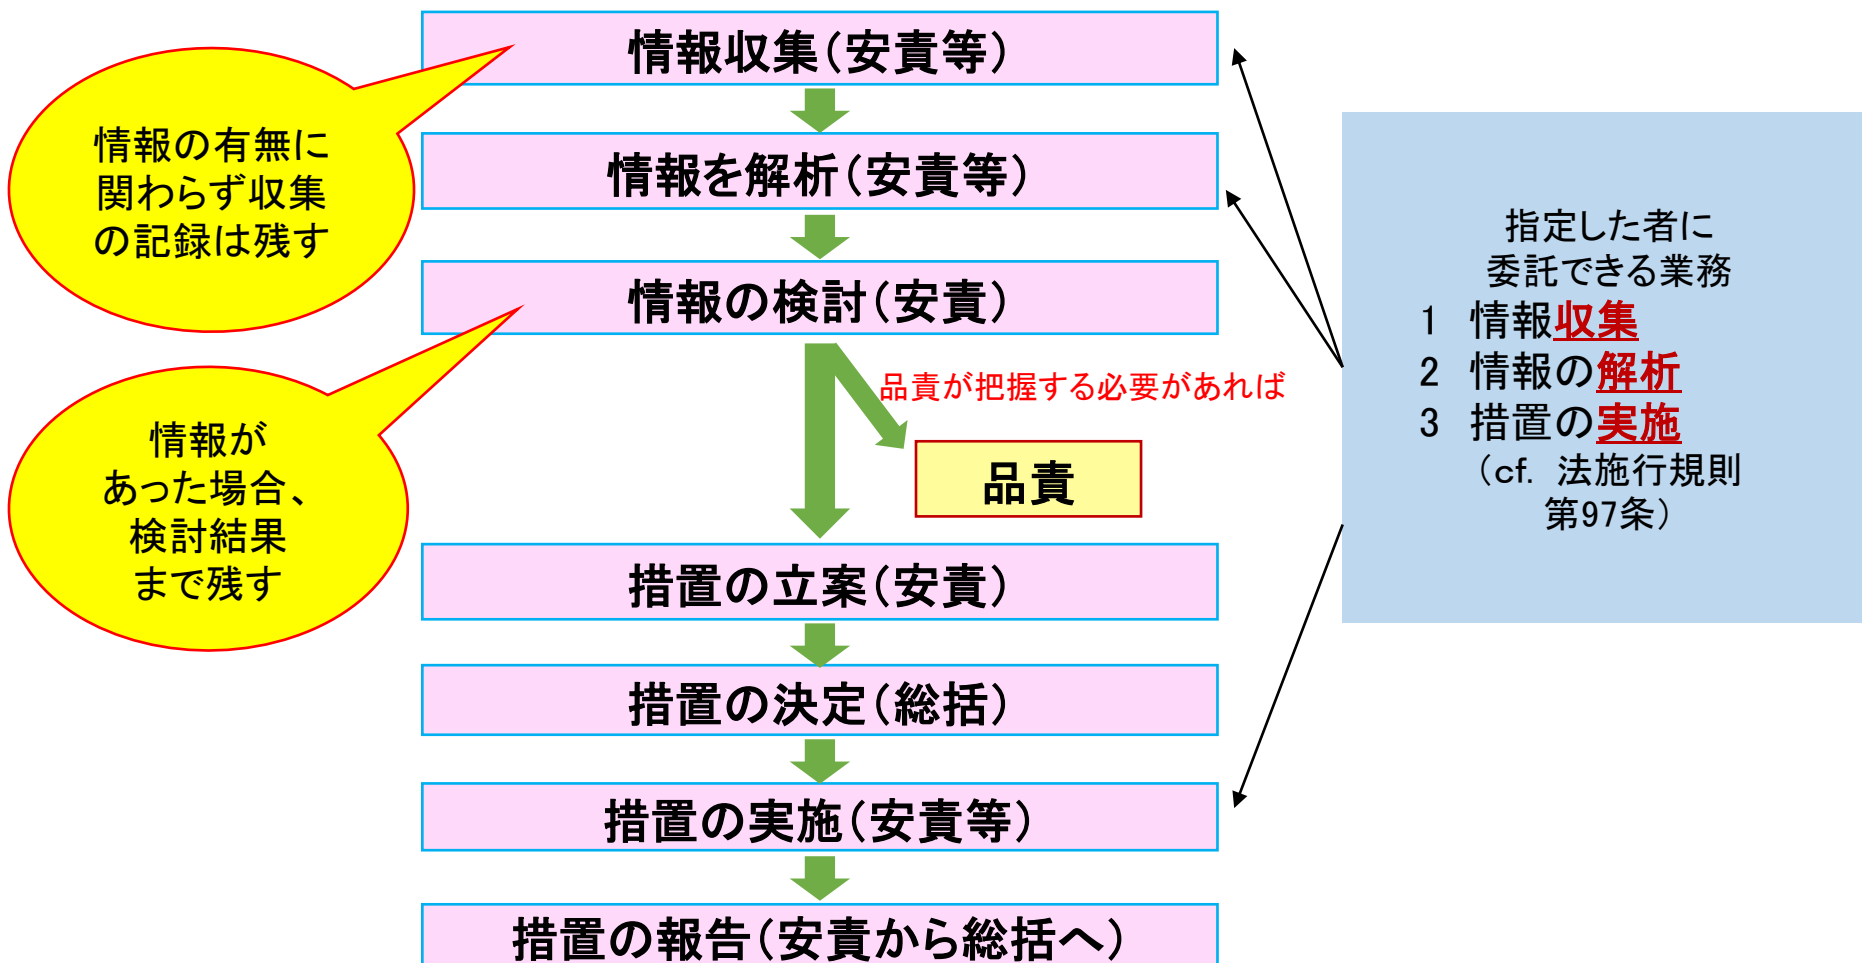 情報収集（安責等）
情報の有無に
関わらず収集
の記録は残す
情報を解析（安責等）
情報の検討（安責）
品責が把握する必要があれば
品責
情報が
あった場合、
検討結果
まで残す
措置の立案（安責）
措置の決定（総括）
措置の実施（安責等）
措置の報告（安責から総括へ）
指定した者に
委託できる業務
1 情報収集
2 情報の解析
3 措置の実施
（cf. 法施行規則
第97条）